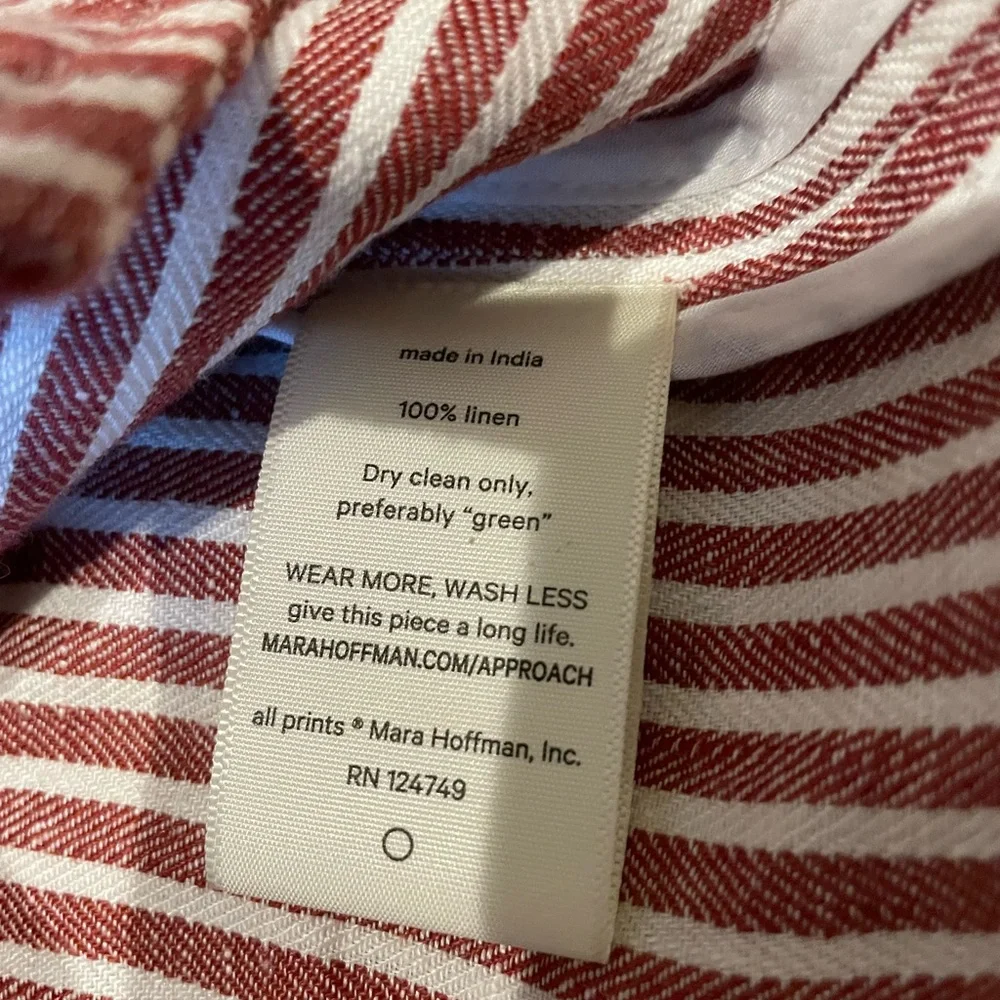 made in India
100% linen
Dry clean only,
preferably “green”
WEAR MORE, WASH LESS
give this piece a long life.
MARAHOFFMAN.COM/APPROACH
all prints ® Mara Hoffman, Inc.
RN 124749